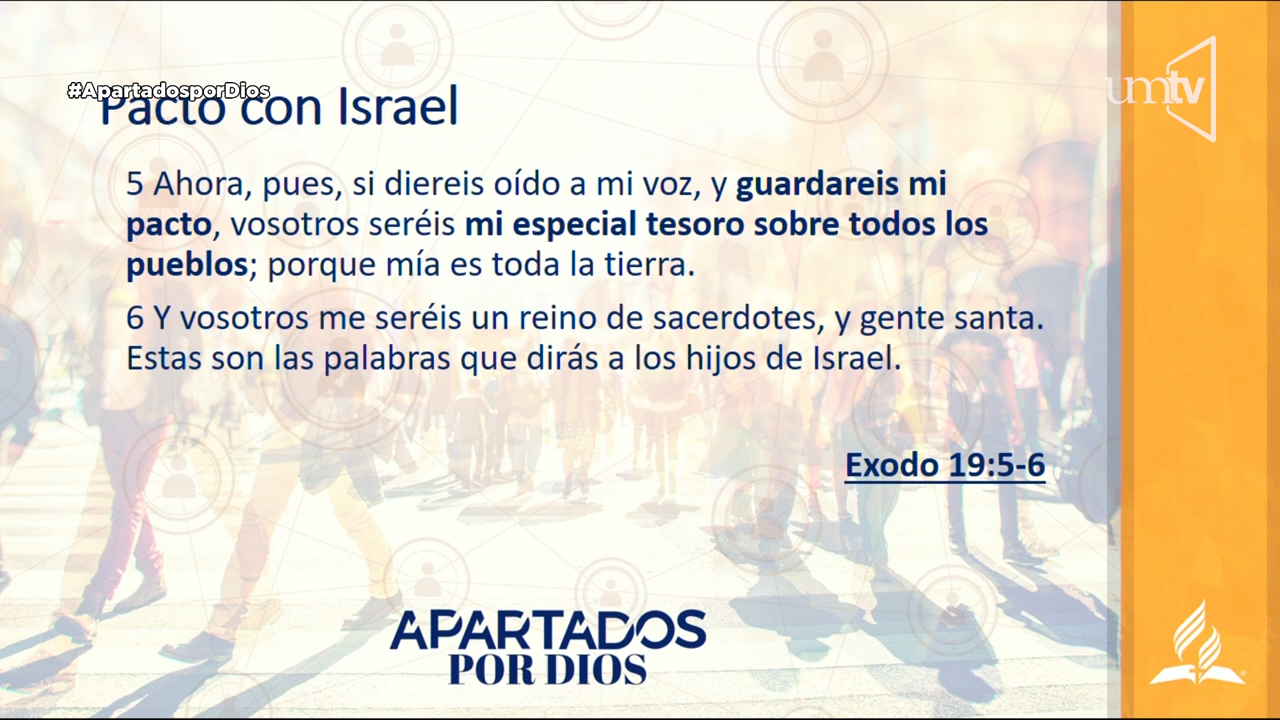 #ApartadosporDios
Pacto con Israel
umtv
5 Ahora, pues, si diereis oído a mi voz, y guardareis mi
pacto, vosotros seréis mi especial tesoro sobre todos los
pueblos; porque mía es toda la tierra.
6 Y vosotros me seréis un reino de sacerdotes, y gente santa.
Estas son las palabras que dirás a los hijos de Israel.
Exodo 19:5-6
APARTADOS
POR DIOS